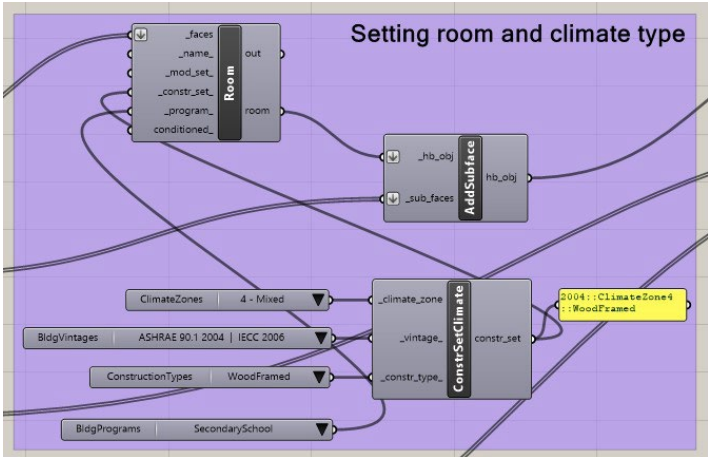 Setting room and climate type
_faces
_name_
_mod_set_
_constr_set_
_program_
conditioned_
Room
out
room
_hb_obj
_sub_faces
AddSubface
hb_obj
ClimateZones 4 - Mixed
BldgVintages ASHRAE 90.1 2004 | IECC 2006
ConstructionTypes WoodFramed
BldgPrograms SecondarySchool
_climate_zone
_vintage_
_constr_type_
ConstrSetClimate
constr_set
2004::ClimateZone4
::WoodFramed